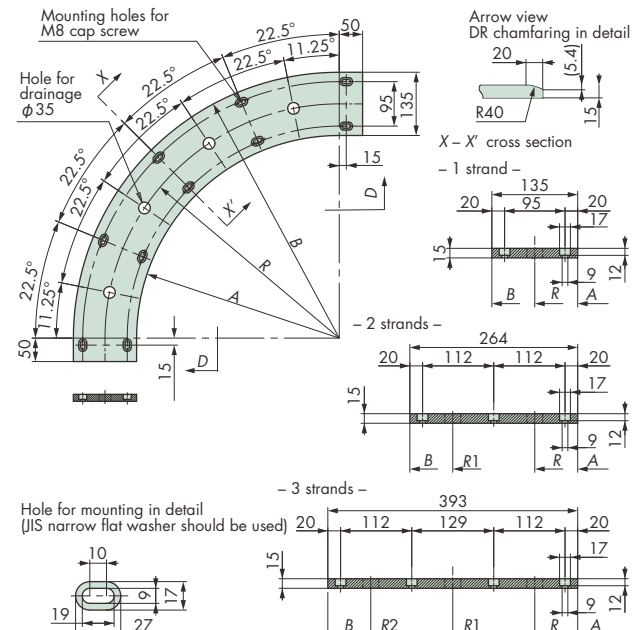 Mounting holes for
M8 cap screw
22.5°
50
22.5°
11.25°
Arrow view
DR chamfaring in detail
20
(5.4)
R40
15
X
22.5°
Hole for
drainage
φ35
22.5°
95
135
X – X' cross section
15
– 1 strand –
135
20
95
20
17
15
9
12
B
R
A
D
X'
22.5°
22.5°
B
R
A
22.5°
11.25°
50
15
D
– 2 strands –
264
20
112
112
20
17
15
9
12
B
R1
R
A
– 3 strands –
393
Hole for mounting in detail
(JIS narrow flat washer should be used)
20
112
129
112
20
17
15
9
12
B
R2
R1
R
A
10
9
17
19
27